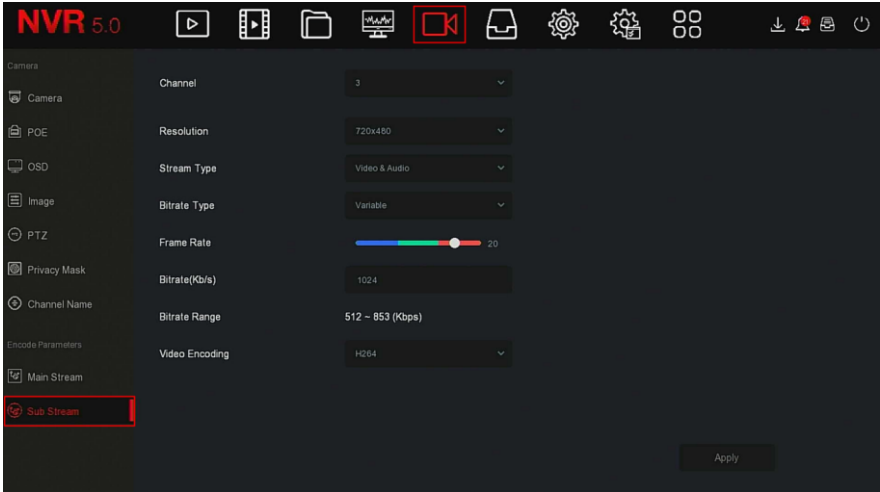 NVR 5.0
21
Camera
Camera
POE
OSD
Image
PTZ
Privacy Mask
Channel Name
Encode Parameters
Main Stream
Sub Stream
Channel 3
Resolution 720x480
Stream Type Video & Audio
Bitrate Type Variable
Frame Rate 20
Bitrate(Kb/s) 1024
Bitrate Range 512 ~ 853 (Kbps)
Video Encoding H264
Apply